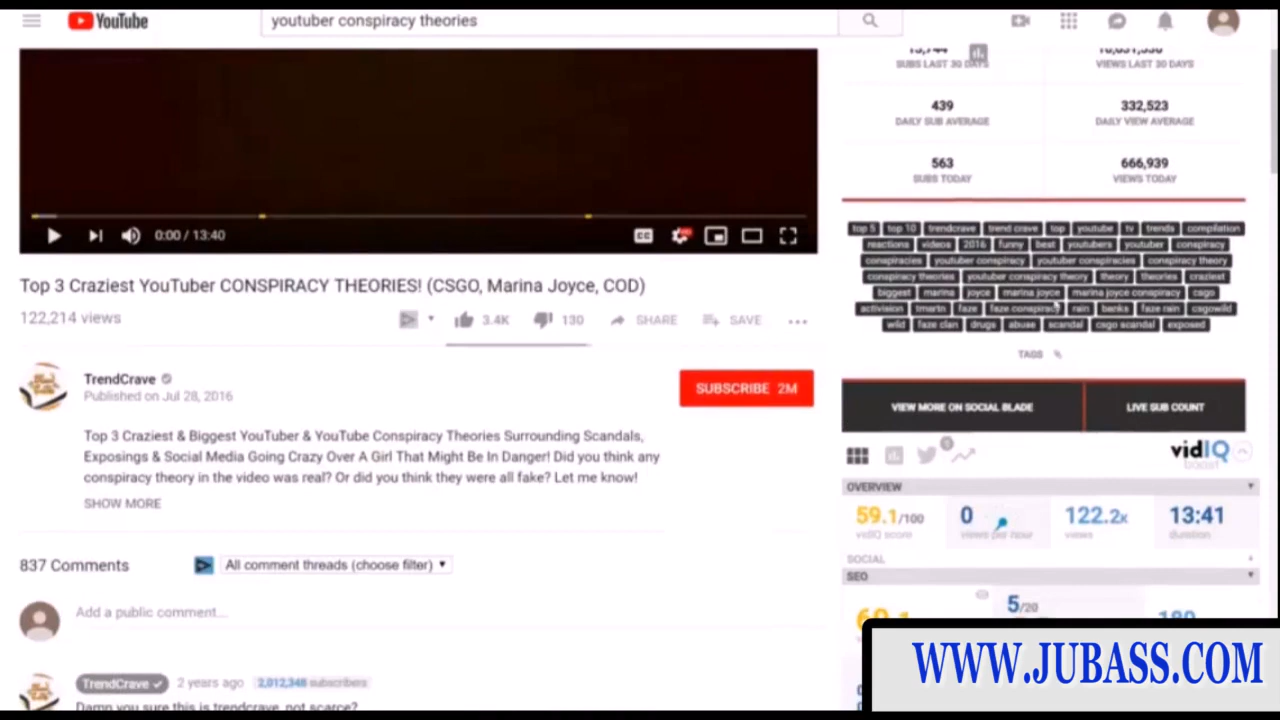 YouTube
youtuber conspiracy theories
SUBS LAST 30 DAYS
VIEWS LAST 30 DAYS
439
332,523
DAILY SUB AVERAGE
DAILY VIEW AVERAGE
563
666,939
SUBS TODAY
VIEWS TODAY
0:00 / 13:40
CC
top 5 top 10 trendcrave trend crave top youtube tv trends compilation
reactions videos 2016 funny best youtubers youtuber conspiracy
conspiracies youtuber conspiracy youtuber conspiracies conspiracy theory
conspiracy theories youtuber conspiracy theory theory theories craziest
biggest marina joyce marina joyce marina joyce conspiracy csgo
activision tmartn faze faze conspiracy rain banks faze rain csgowild
wild faze clan drugs abuse scandal csgo scandal exposed
TAGS
Top 3 Craziest YouTuber CONSPIRACY THEORIES! (CSGO, Marina Joyce, COD)
122,214 views
3.4K
130
SHARE
SAVE
TrendCrave
Published on Jul 28, 2016
SUBSCRIBE 2M
VIEW MORE ON SOCIAL BLADE
LIVE SUB COUNT
Top 3 Craziest & Biggest YouTuber & YouTube Conspiracy Theories Surrounding Scandals,
Exposings & Social Media Going Crazy Over A Girl That Might Be In Danger! Did you think any
conspiracy theory in the video was real? Or did you think they were all fake? Let me know!
SHOW MORE
vidIQ
boost
OVERVIEW
59.1/100
0
122.2K
13:41
vidIQ score
views per hour
views
duration
SOCIAL
SEO
5/20
837 Comments
All comment threads (choose filter)
Add a public comment...
TrendCrave
2 years ago
2,012,348 subscribers
Damn you sure this is trendcrave, not scarce?
WWW.JUBASS.COM